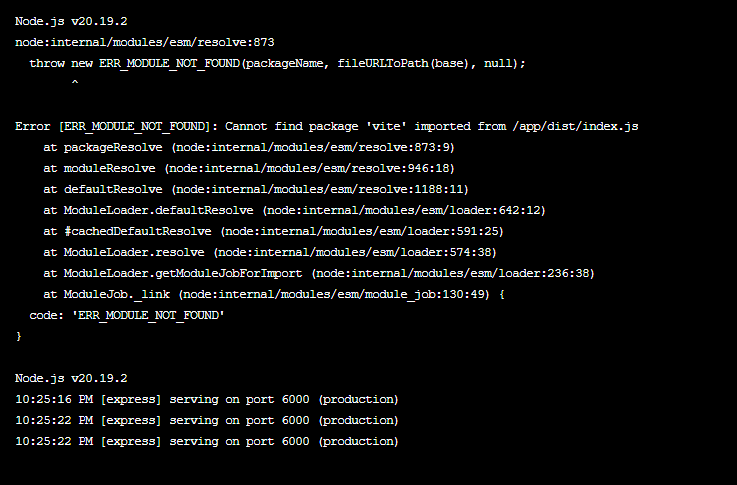 Node.js v20.19.2
node:internal/modules/esm/resolve:873
  throw new ERR_MODULE_NOT_FOUND(packageName, fileURLToPath(base), null);
        ^
Error [ERR_MODULE_NOT_FOUND]: Cannot find package 'vite' imported from /app/dist/index.js
    at packageResolve (node:internal/modules/esm/resolve:873:9)
    at moduleResolve (node:internal/modules/esm/resolve:946:18)
    at defaultResolve (node:internal/modules/esm/resolve:1188:11)
    at ModuleLoader.defaultResolve (node:internal/modules/esm/loader:642:12)
    at #cachedDefaultResolve (node:internal/modules/esm/loader:591:25)
    at ModuleLoader.resolve (node:internal/modules/esm/loader:574:38)
    at ModuleLoader.getModuleJobForImport (node:internal/modules/esm/loader:236:38)
    at ModuleJob._link (node:internal/modules/esm/module_job:130:49) {
  code: 'ERR_MODULE_NOT_FOUND'
}
Node.js v20.19.2
10:25:16 PM [express] serving on port 6000 (production)
10:25:22 PM [express] serving on port 6000 (production)
10:25:22 PM [express] serving on port 6000 (production)